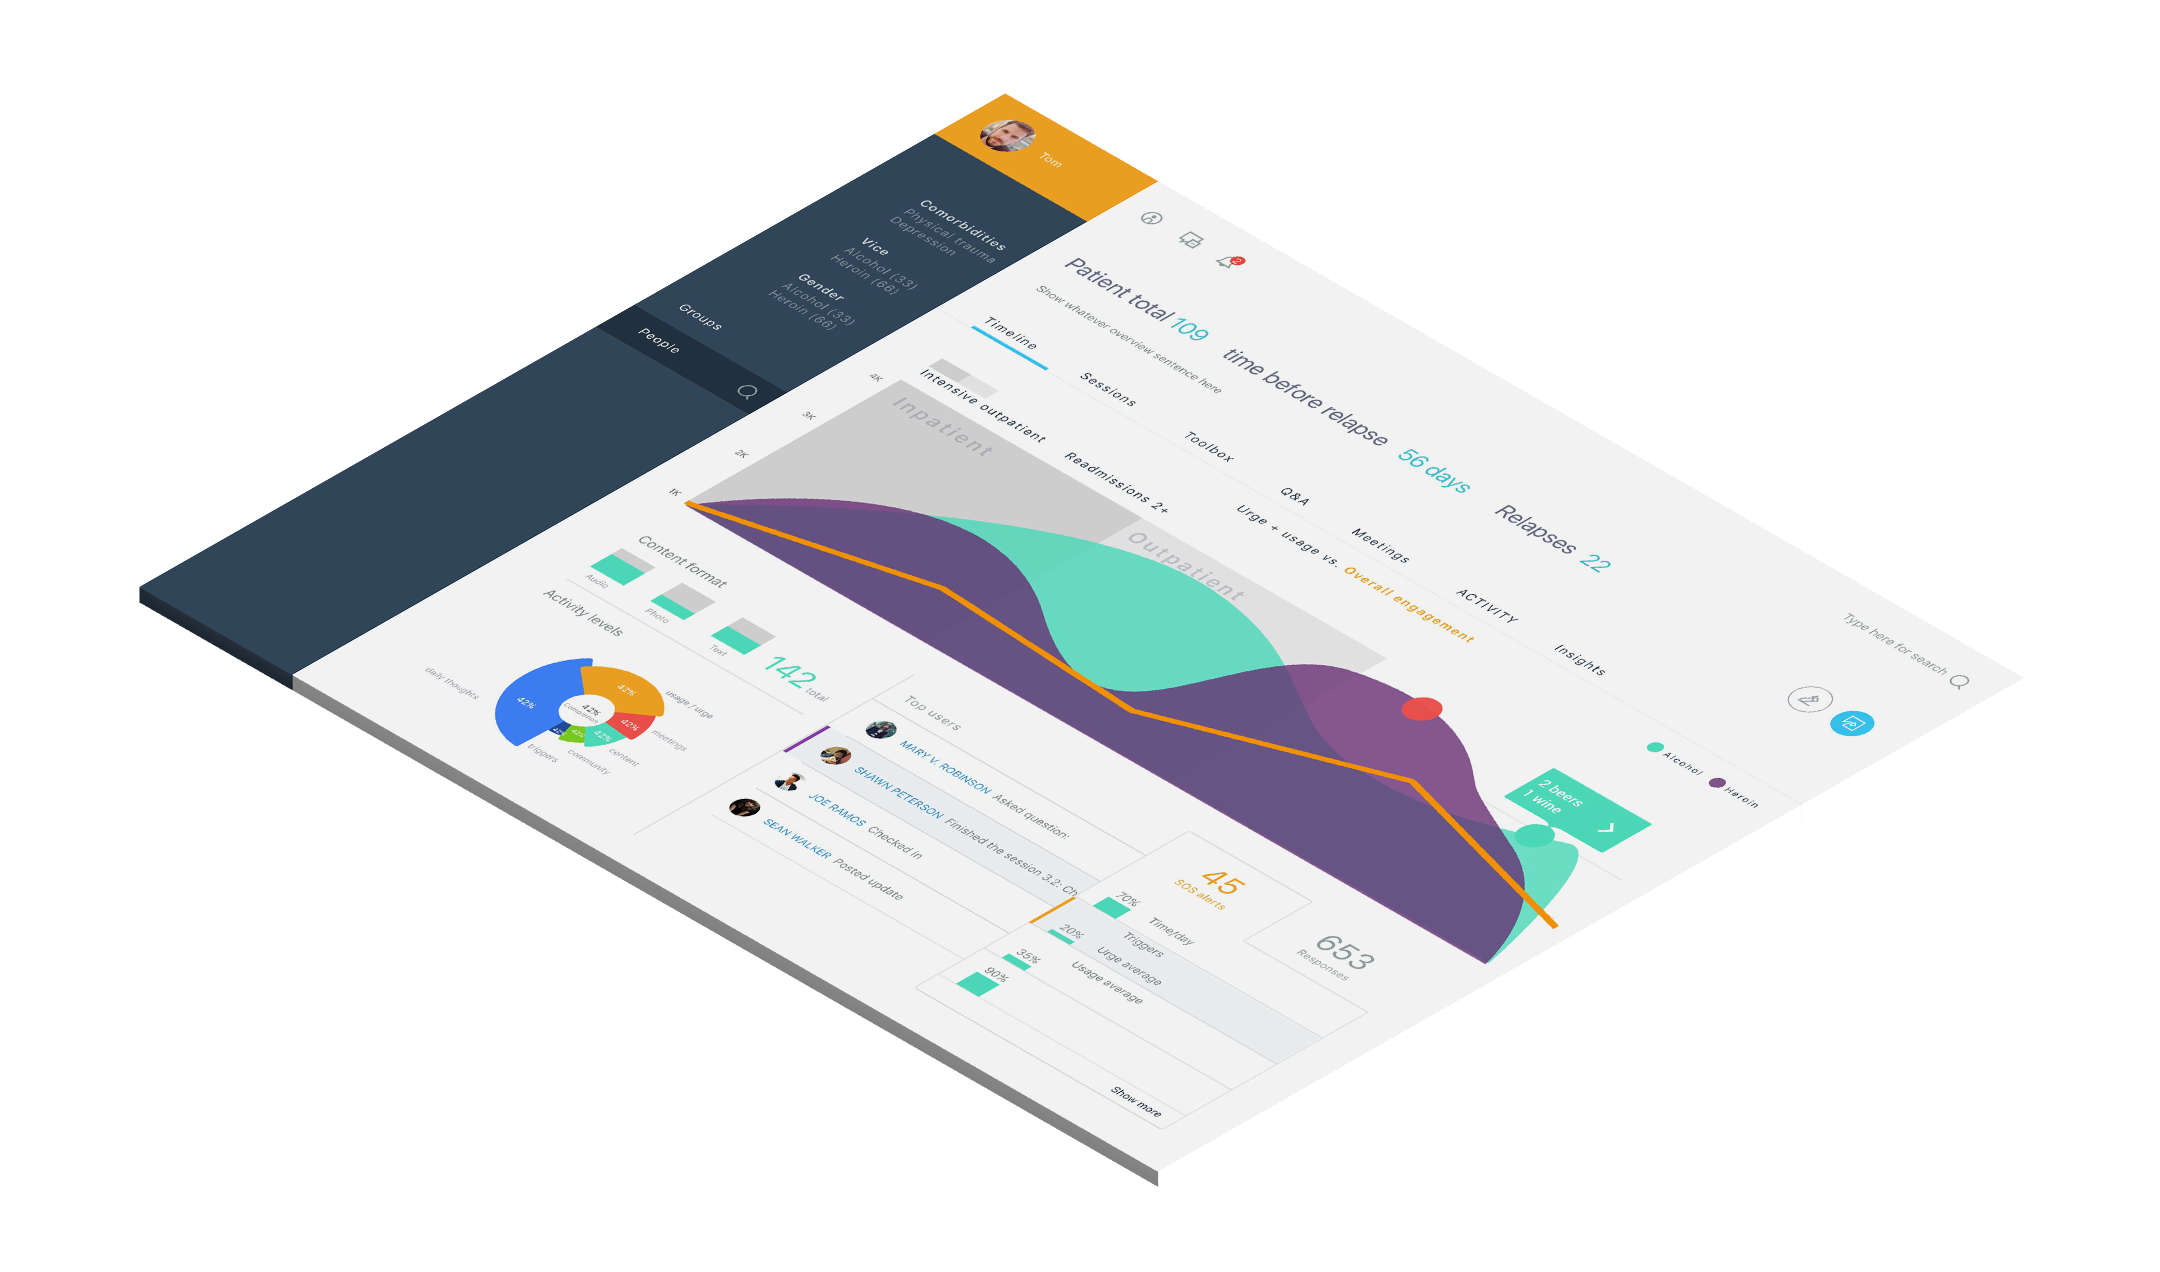 Tom
Comorbidities
Physical trauma
Depression
Vice
Alcohol (33)
Heroin (66)
Gender
Alcohol (33)
Heroin (66)
Groups
People
2
Patient total 109 time before relapse 56 days Relapses 22
Show whatever overview sentence here
Type here for search
Timeline
Sessions
Toolbox
Q&A
Meetings
ACTIVITY
Insights
Intensive outpatient
Readmissions 2+
Urge + usage vs. Overall engagement
Alcohol
Heroin
4K
3K
2K
1K
Inpatient
Outpatient
2 beers
1 wine
Content format
Audio
Photo
Text
142 total
Activity levels
daily thoughts
usage / urge
meetings
content
community
triggers
42%
42%
42%
42%
42%
42%
42%
Companion
Top users
MARY V. ROBINSON Asked question:
SHAWN PETERSON Finished the session 3.2: Ch
JOE RAMOS Checked in
SEAN WALKER Posted update
45
SOS alerts
653
Responses
70%
Time/day
20%
Triggers
35%
Urge average
90%
Usage average
Show more